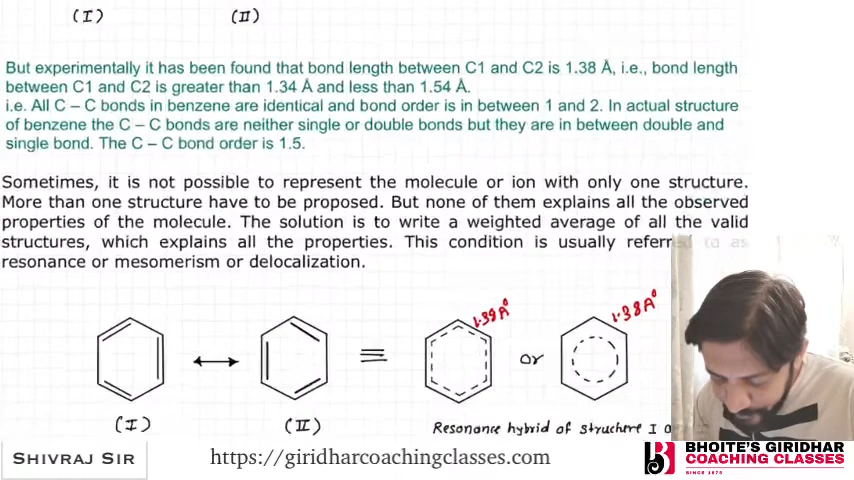 (I) (II)
But experimentally it has been found that bond length between C1 and C2 is 1.38 Å, i.e., bond length
between C1 and C2 is greater than 1.34 Å and less than 1.54 Å.
i.e. All C – C bonds in benzene are identical and bond order is in between 1 and 2. In actual structure
of benzene the C – C bonds are neither single or double bonds but they are in between double and
single bond. The C – C bond order is 1.5.
Sometimes, it is not possible to represent the molecule or ion with only one structure.
More than one structure have to be proposed. But none of them explains all the observed
properties of the molecule. The solution is to write a weighted average of all the valid
structures, which explains all the properties. This condition is usually referred to as
resonance or mesomerism or delocalization.
1.39A° 1.38A°
or
(I) (II)
Resonance hybrid of structure I
SHIVRAJ SIR
https://giridharcoachingclasses.com
BHOITE'S GIRIDHAR
COACHING CLASSES
SINCE 1975